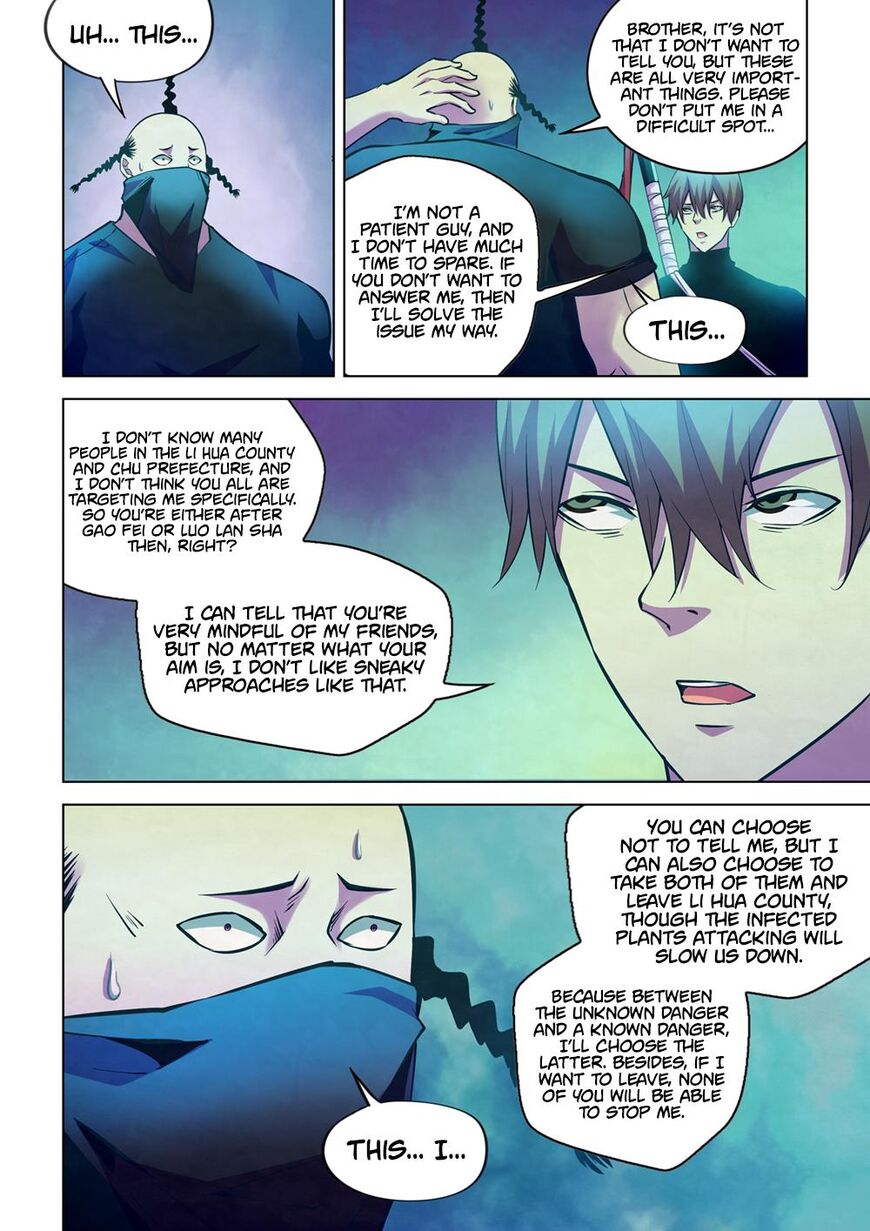 UH... THIS...
BROTHER, IT'S NOT
THAT I DON'T WANT TO
TELL YOU, BUT THESE
ARE ALL VERY IMPORT-
ANT THINGS. PLEASE
DON'T PUT ME IN A
DIFFICULT SPOT...
I'M NOT A
PATIENT GUY, AND
I DON'T HAVE MUCH
TIME TO SPARE. IF
YOU DON'T WANT TO
ANSWER ME, THEN
I'LL SOLVE THE
ISSUE MY WAY.
THIS...
I DON'T KNOW MANY
PEOPLE IN THE LI HUA COUNTY
AND CHU PREFECTURE, AND
I DON'T THINK YOU ALL ARE
TARGETING ME SPECIFICALLY.
SO YOU'RE EITHER AFTER
GAO FEI OR LUO LAN SHA
THEN, RIGHT?
I CAN TELL THAT YOU'RE
VERY MINDFUL OF MY FRIENDS,
BUT NO MATTER WHAT YOUR
AIM IS, I DON'T LIKE SNEAKY
APPROACHES LIKE THAT.
YOU CAN CHOOSE
NOT TO TELL ME, BUT I
CAN ALSO CHOOSE TO
TAKE BOTH OF THEM AND
LEAVE LI HUA COUNTY,
THOUGH THE INFECTED
PLANTS ATTACKING WILL
SLOW US DOWN.
BECAUSE BETWEEN
THE UNKNOWN DANGER
AND A KNOWN DANGER,
I'LL CHOOSE THE
LATTER. BESIDES, IF I
WANT TO LEAVE, NONE
OF YOU WILL BE ABLE
TO STOP ME.
THIS... I...